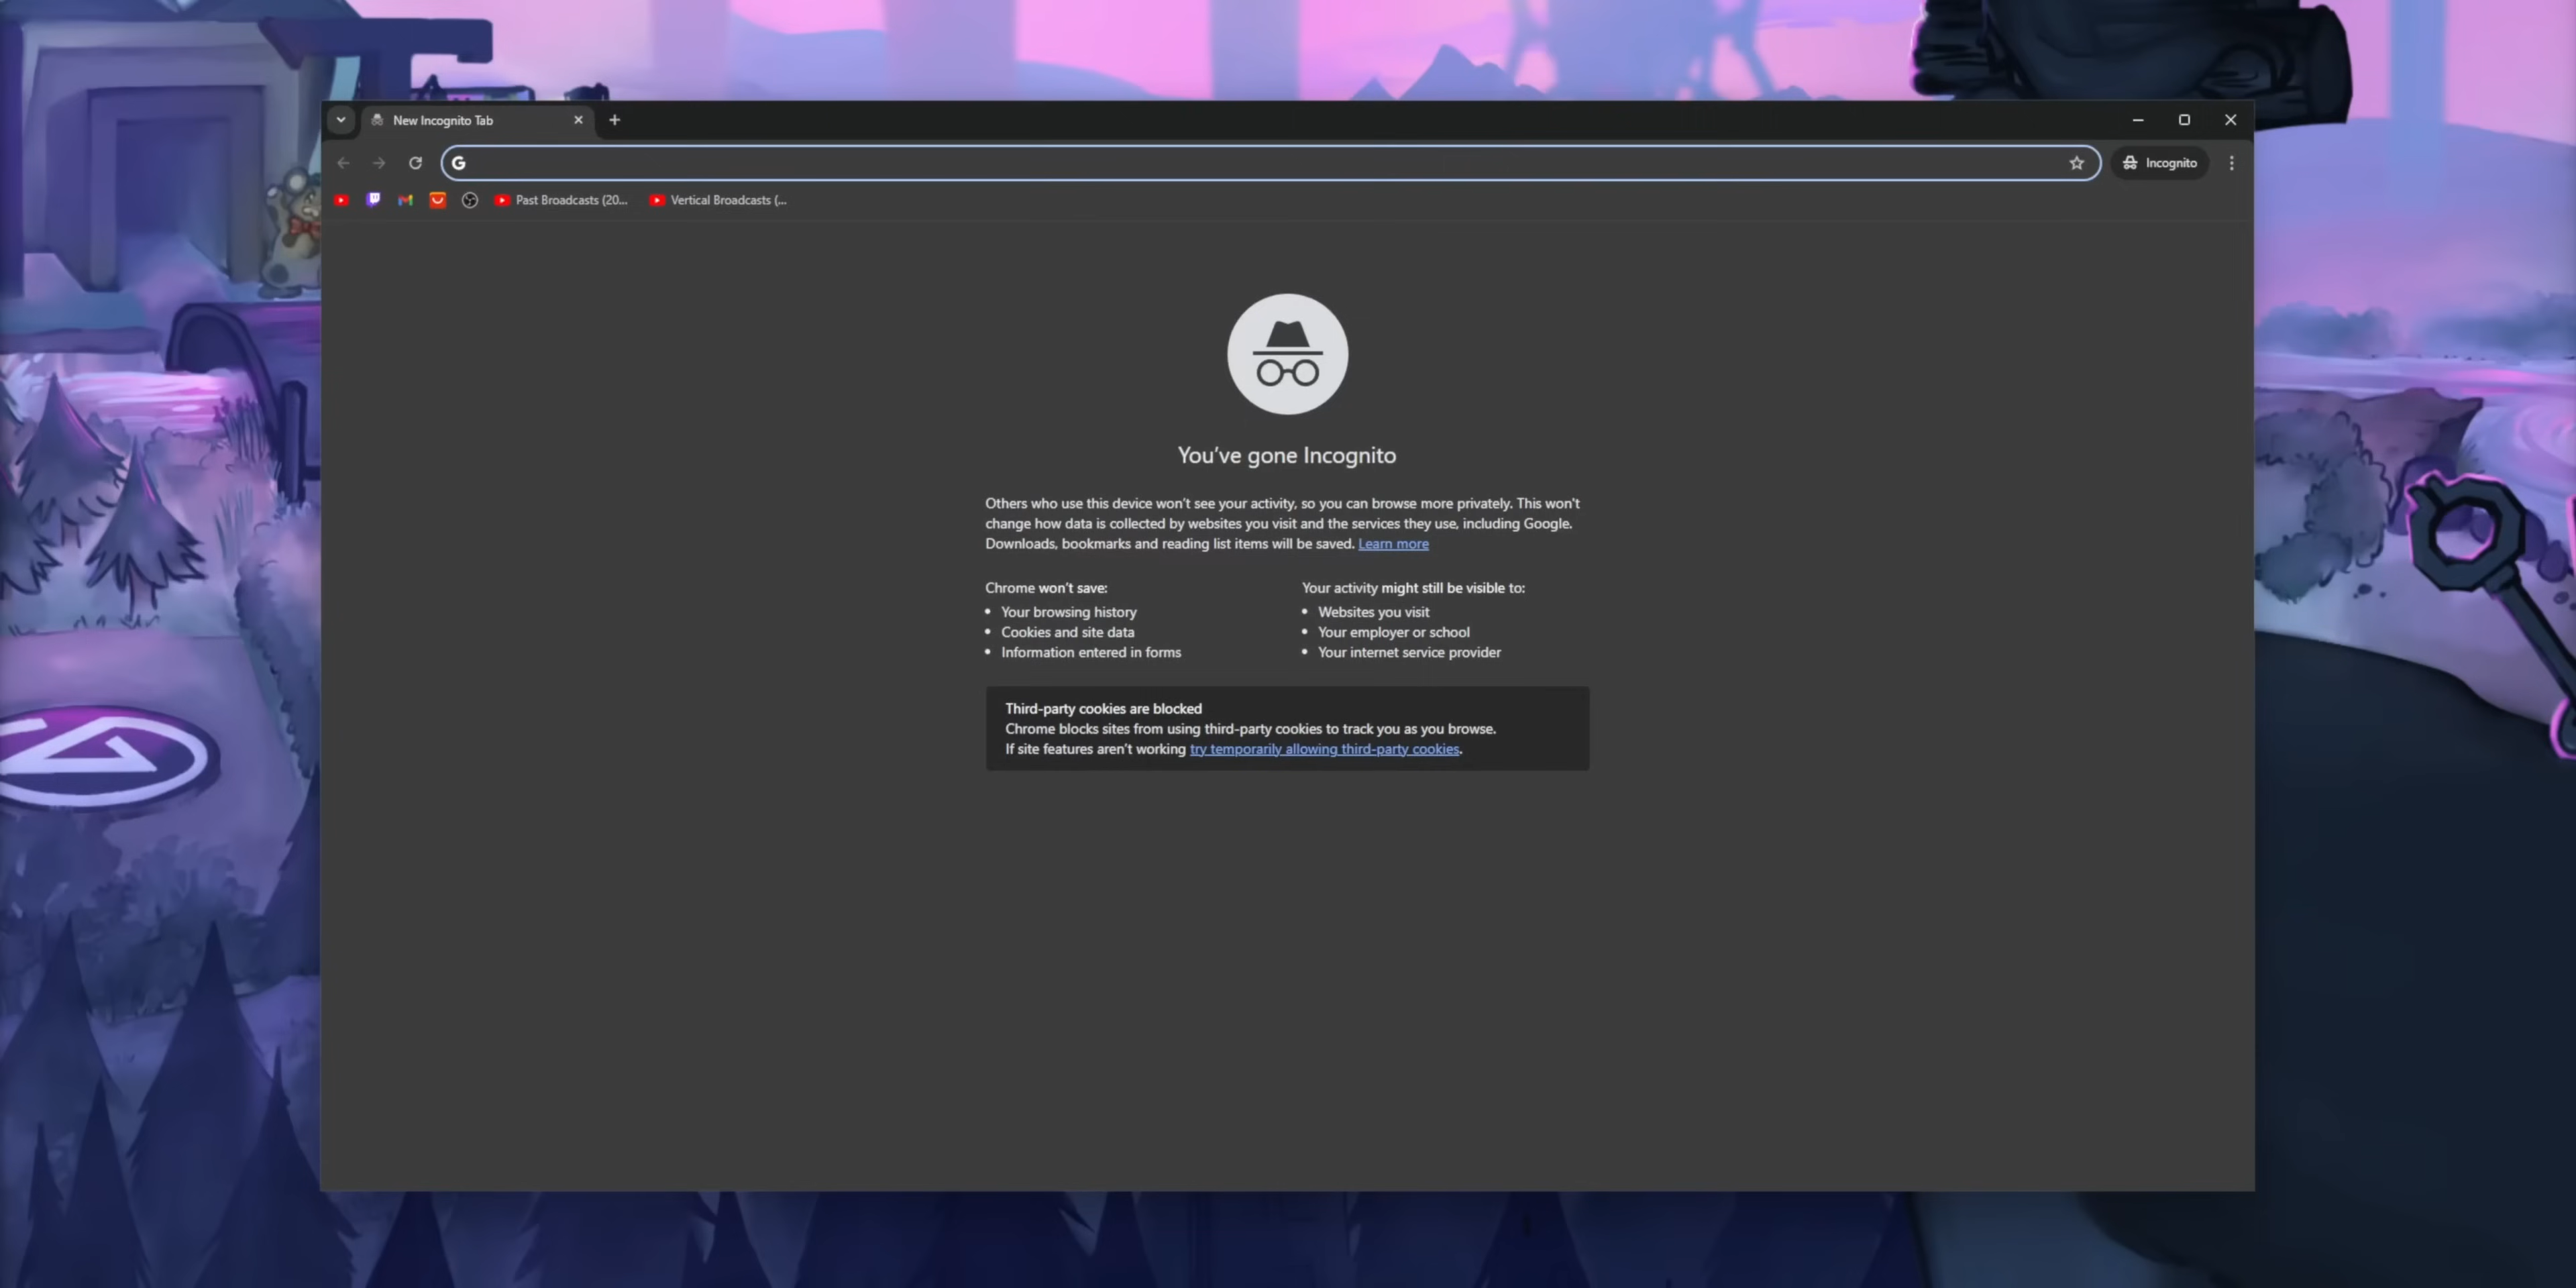 New Incognito Tab
Incognito
Past Broadcasts (20...
Vertical Broadcasts (...
You've gone Incognito
Others who use this device won't see your activity, so you can browse more privately. This won't
change how data is collected by websites you visit and the services they use, including Google.
Downloads, bookmarks and reading list items will be saved. Learn more
Chrome won't save:
Your browsing history
Cookies and site data
Information entered in forms
Your activity might still be visible to:
Websites you visit
Your employer or school
Your internet service provider
Third-party cookies are blocked
Chrome blocks sites from using third-party cookies to track you as you browse.
If site features aren't working try temporarily allowing third-party cookies.